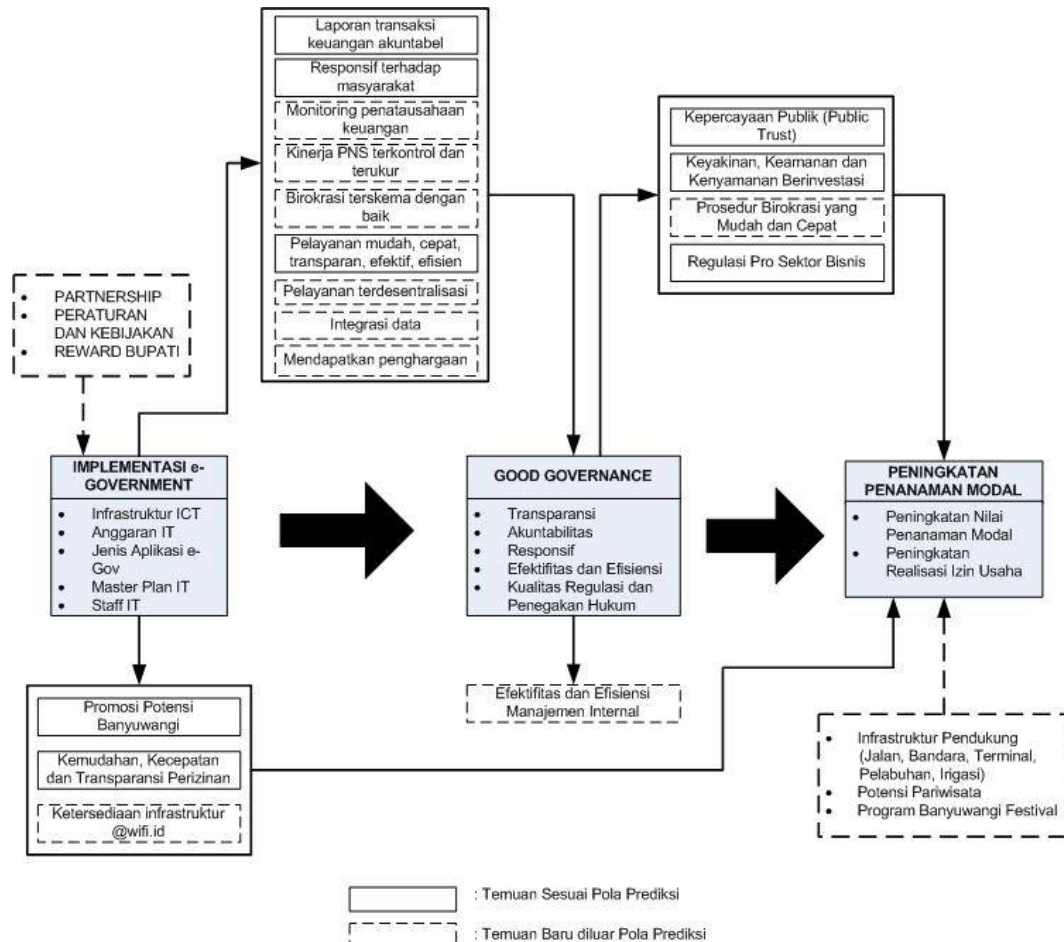 Laporan transaksi
keuangan akuntabel
Responsif terhadap
masyarakat
Monitoring penatausahaan
keuangan
Kinerja PNS terkontrol dan
terukur
Birokrasi terskema dengan
baik
Pelayanan mudah, cepat,
transparan, efektif, efisien
Pelayanan terdesentralisasi
Integrasi data
Mendapatkan penghargaan
Kepercayaan Publik (Public
Trust)
Keyakinan, Keamanan dan
Kenyamanan Berinvestasi
Prosedur Birokrasi yang
Mudah dan Cepat
Regulasi Pro Sektor Bisnis
• PARTNERSHIP
• PERATURAN
DAN KEBIJAKAN
• REWARD BUPATI
IMPLEMENTASI e-
GOVERNMENT
• Infrastruktur ICT
• Anggaran IT
• Jenis Aplikasi e-
Gov
• Master Plan IT
• Staff IT
GOOD GOVERNANCE
• Transparansi
• Akuntabilitas
• Responsif
• Efektifitas dan Efisiensi
• Kualitas Regulasi dan
Penegakan Hukum
PENINGKATAN
PENANAMAN MODAL
• Peningkatan Nilai
Penanaman Modal
• Peningkatan
Realisasi Izin Usaha
Promosi Potensi
Banyuwangi
Kemudahan, Kecepatan
dan Transparansi Perizinan
Ketersediaan infrastruktur
@wifi.id
Efektifitas dan Efisiensi
Manajemen Internal
• Infrastruktur Pendukung
(Jalan, Bandara, Terminal,
Pelabuhan, Irigasi)
• Potensi Pariwisata
• Program Banyuwangi Festival
: Temuan Sesuai Pola Prediksi
: Temuan Baru diluar Pola Prediksi